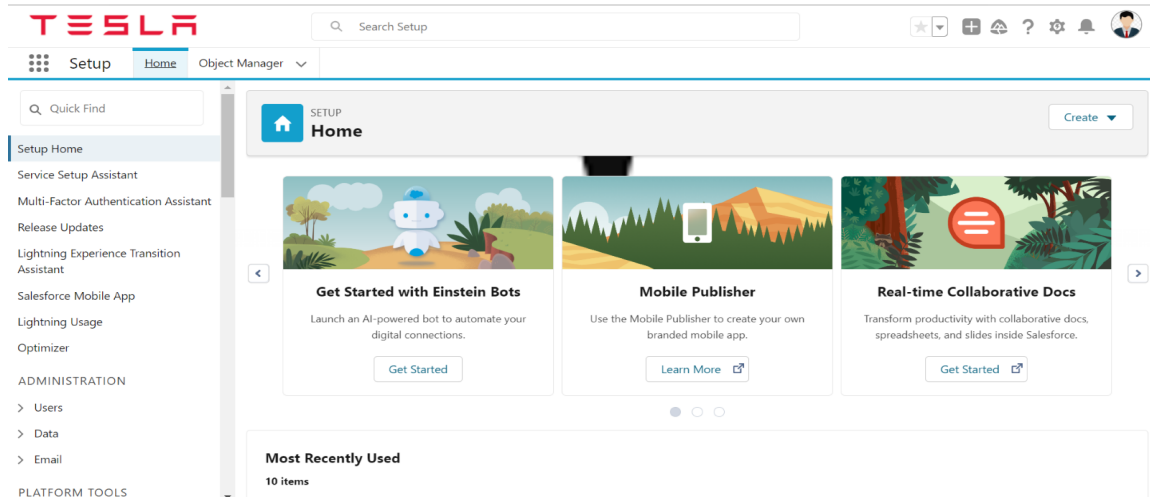 TESLA
Search Setup
Setup
Home
Object Manager
Quick Find
Setup Home
Service Setup Assistant
Multi-Factor Authentication Assistant
Release Updates
Lightning Experience Transition
Assistant
Salesforce Mobile App
Lightning Usage
Optimizer
ADMINISTRATION
Users
Data
Email
PLATFORM TOOLS
SETUP
Home
Create
Get Started with Einstein Bots
Launch an AI-powered bot to automate your
digital connections.
Get Started
Mobile Publisher
Use the Mobile Publisher to create your own
branded mobile app.
Learn More
Real-time Collaborative Docs
Transform productivity with collaborative docs,
spreadsheets, and slides inside Salesforce.
Get Started
Most Recently Used
10 items